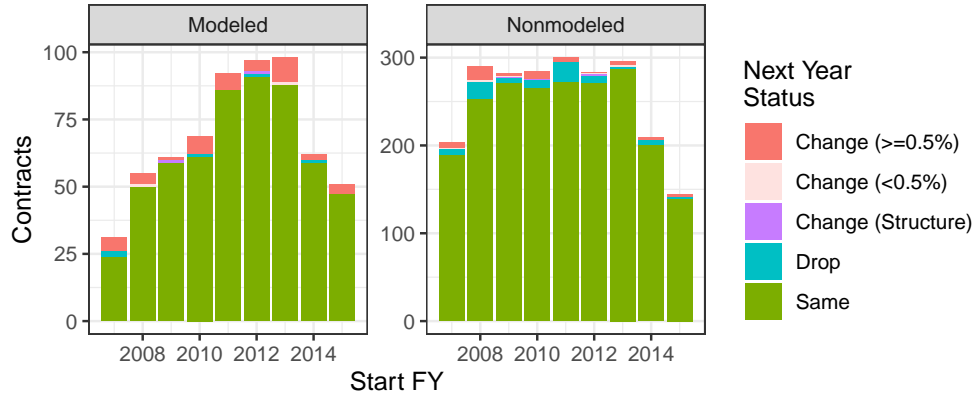 Modeled
Nonmodeled
Contracts
100
75
50
25
0
300
200
100
0
2008 2010 2012 2014
2008 2010 2012 2014
Start FY
Next Year
Status
Change (>=0.5%)
Change (<0.5%)
Change (Structure)
Drop
Same